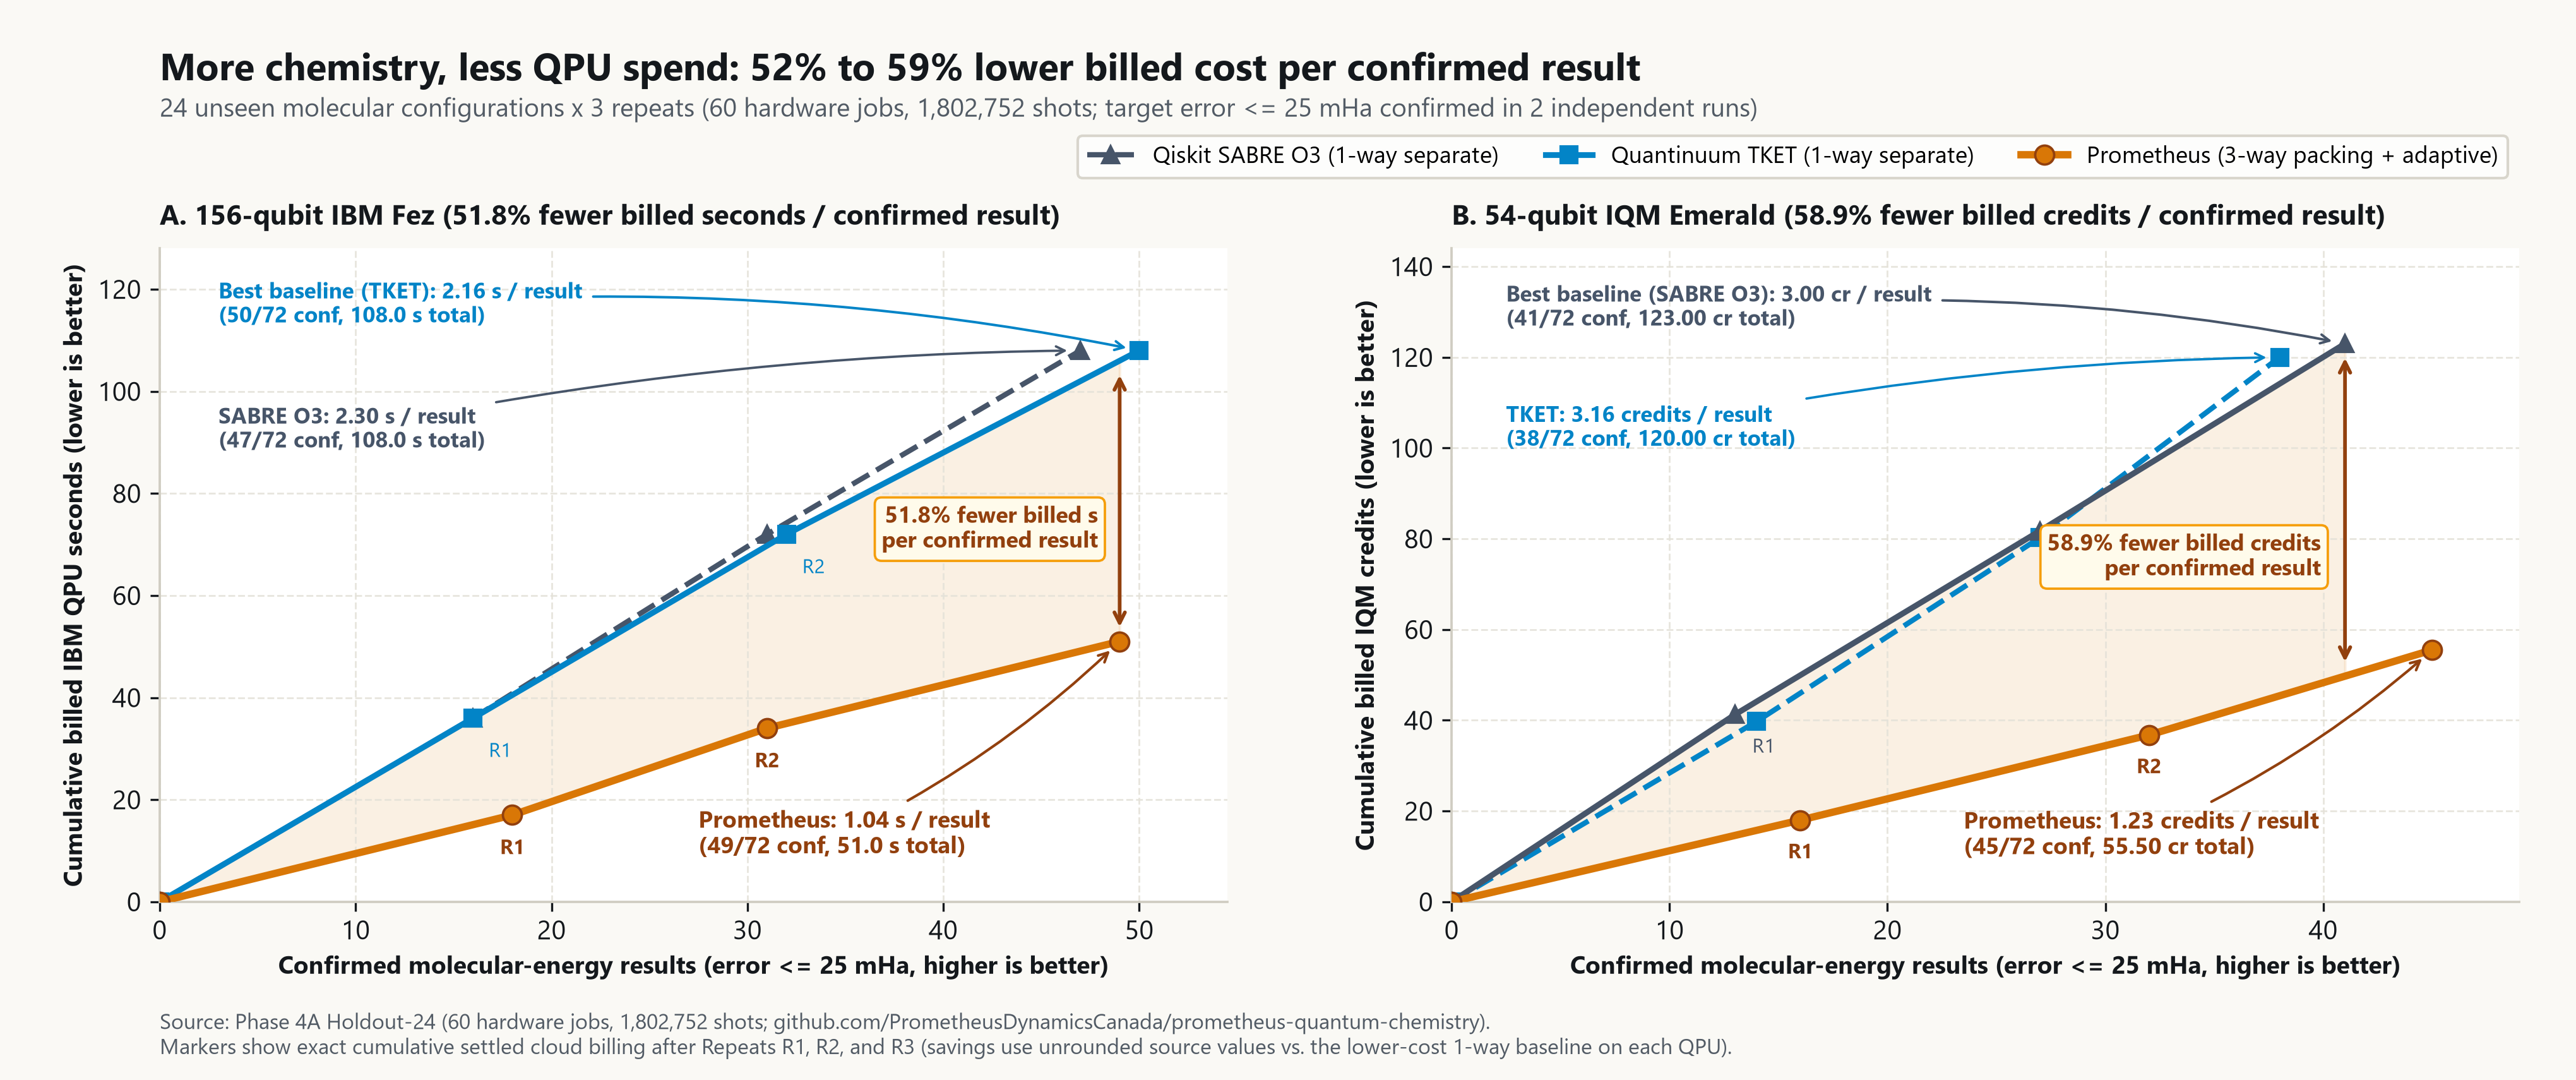 More chemistry, less QPU spend: 52% to 59% lower billed cost per confirmed result
24 unseen molecular configurations x 3 repeats (60 hardware jobs, 1,802,752 shots; target error <= 25 mHa confirmed in 2 independent runs)
Qiskit SABRE O3 (1-way separate)
Quantinuum TKET (1-way separate)
Prometheus (3-way packing + adaptive)
A. 156-qubit IBM Fez (51.8% fewer billed seconds / confirmed result)
Cumulative billed IBM QPU seconds (lower is better)
120
100
80
60
40
20
0
Best baseline (TKET): 2.16 s / result
(50/72 conf, 108.0 s total)
SABRE O3: 2.30 s / result
(47/72 conf, 108.0 s total)
51.8% fewer billed s
per confirmed result
R2
R1
R2
R1
Prometheus: 1.04 s / result
(49/72 conf, 51.0 s total)
0
10
20
30
40
50
Confirmed molecular-energy results (error <= 25 mHa, higher is better)
B. 54-qubit IQM Emerald (58.9% fewer billed credits / confirmed result)
Cumulative billed IQM credits (lower is better)
140
120
100
80
60
40
20
0
Best baseline (SABRE O3): 3.00 cr / result
(41/72 conf, 123.00 cr total)
TKET: 3.16 credits / result
(38/72 conf, 120.00 cr total)
58.9% fewer billed credits
per confirmed result
R1
R2
R1
Prometheus: 1.23 credits / result
(45/72 conf, 55.50 cr total)
0
10
20
30
40
Confirmed molecular-energy results (error <= 25 mHa, higher is better)
Source: Phase 4A Holdout-24 (60 hardware jobs, 1,802,752 shots; github.com/PrometheusDynamicsCanada/prometheus-quantum-chemistry).
Markers show exact cumulative settled cloud billing after Repeats R1, R2, and R3 (savings use unrounded source values vs. the lower-cost 1-way baseline on each QPU).